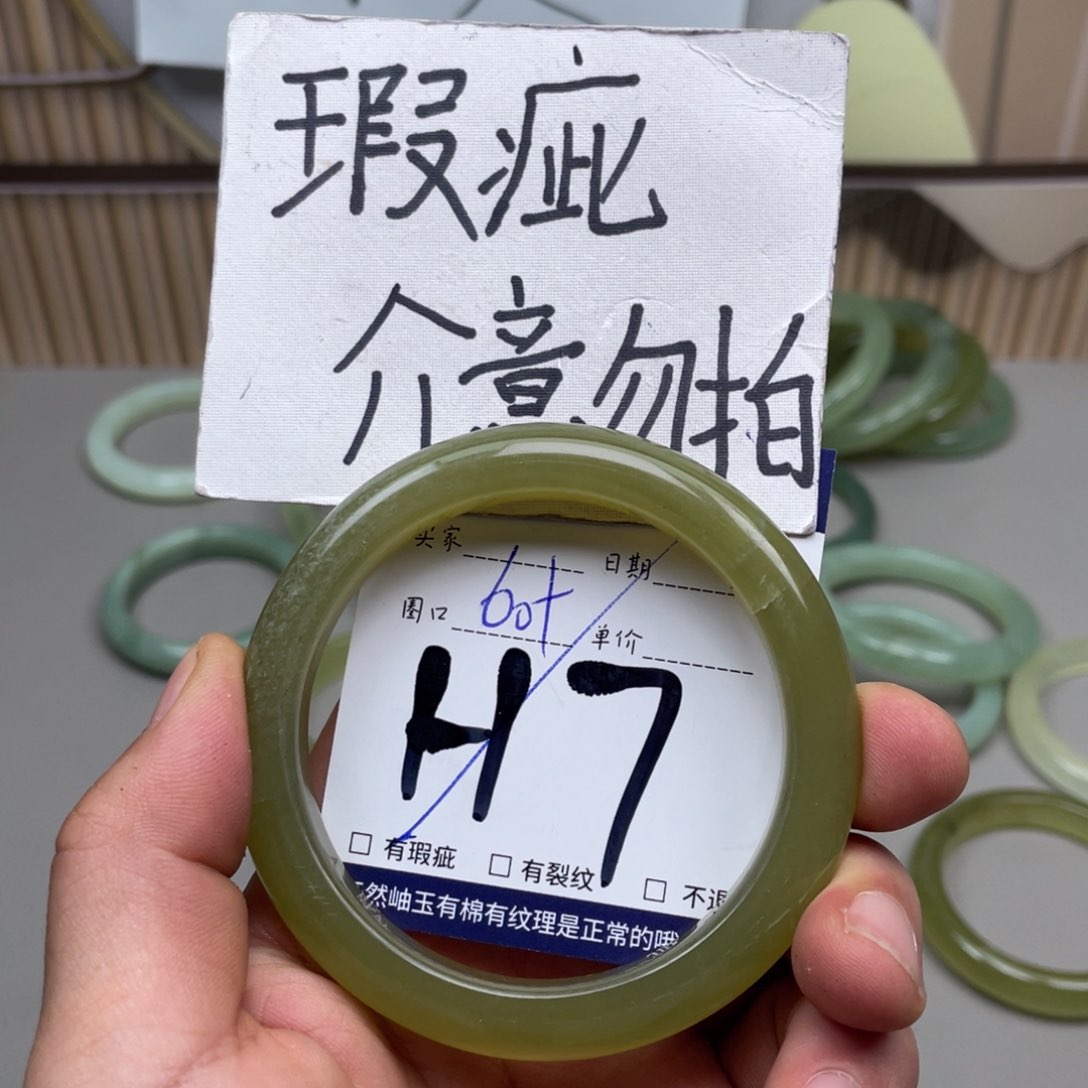 瑕疵
介意勿拍
买家 日期
圈口 60+ 单价
H7
□ 有瑕疵 □ 有裂纹 □ 不退
天然岫玉有棉有纹理是正常的哦